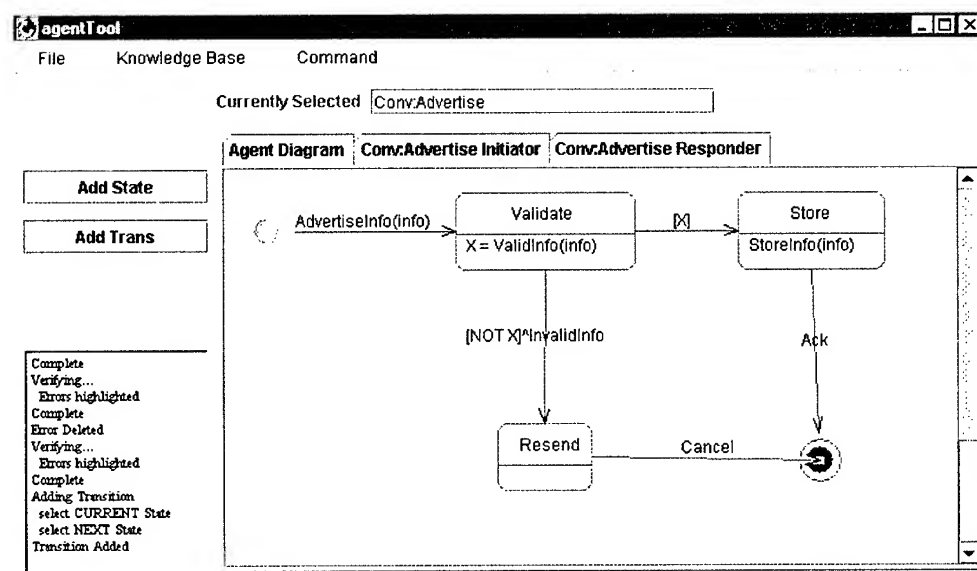 agentTool
File Knowledge Base Command
Currently Selected Conv:Advertise
Agent Diagram Conv:Advertise Initiator Conv:Advertise Responder
Add State
Add Trans
AdvertiseInfo(info)
Validate
X = ValidInfo(info)
[X]
Store
StoreInfo(info)
[NOT X]^InvalidInfo
Ack
Resend
Cancel
Complete
Verifying...
Errors highlighted
Complete
Error Deleted
Verifying...
Errors highlighted
Complete
Adding Transition
select CURRENT State
select NEXT State
Transition Added